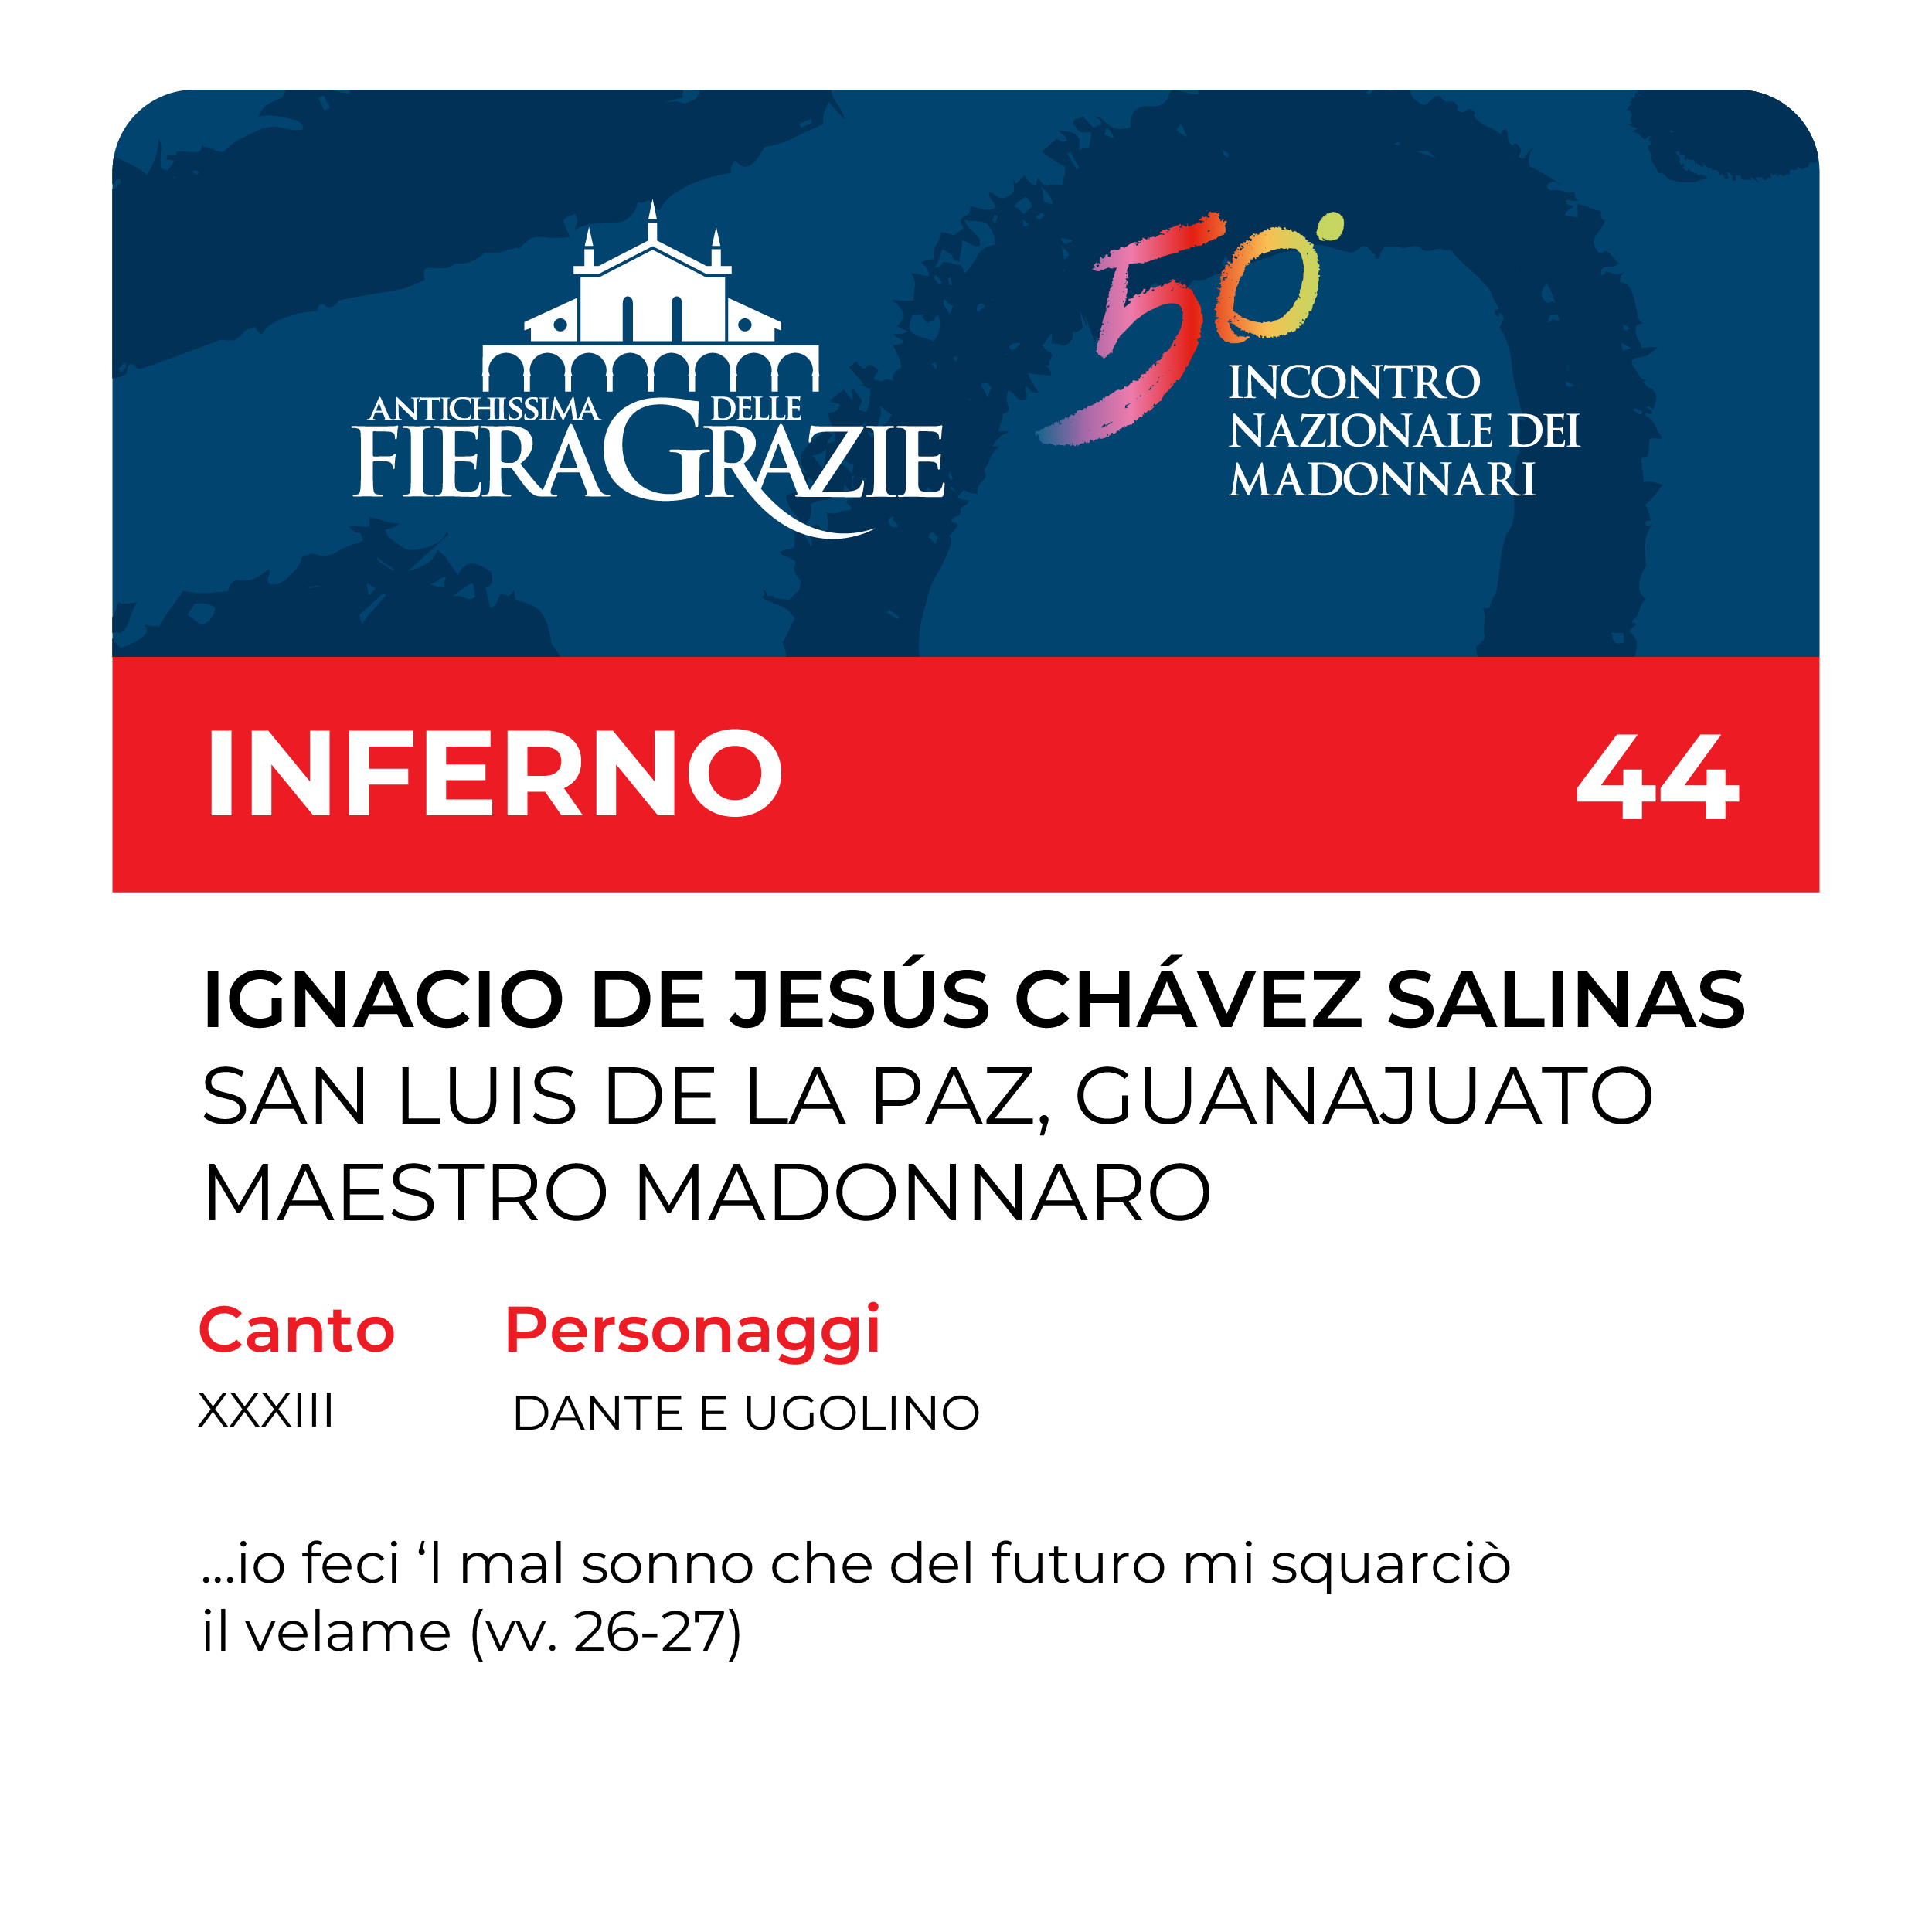 ANTICHISSIMA DELLE
FIERAGRAZIE
50°
INCONTRO
NAZIONALE DEI
MADONNARI
INFERNO 44
IGNACIO DE JESÚS CHÁVEZ SALINAS
SAN LUIS DE LA PAZ, GUANAJUATO
MAESTRO MADONNARO
Canto Personaggi
XXXIII DANTE E UGOLINO
...io feci ‘l mal sonno che del futuro mi squarciò
il velame (vv. 26-27)